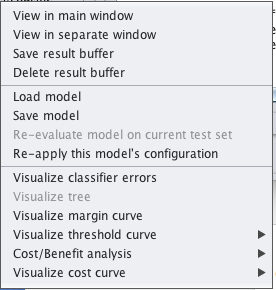 View in main window
View in separate window
Save result buffer
Delete result buffer
Load model
Save model
Re-evaluate model on current test set
Re-apply this model's configuration
Visualize classifier errors
Visualize tree
Visualize margin curve
Visualize threshold curve
Cost/Benefit analysis
Visualize cost curve